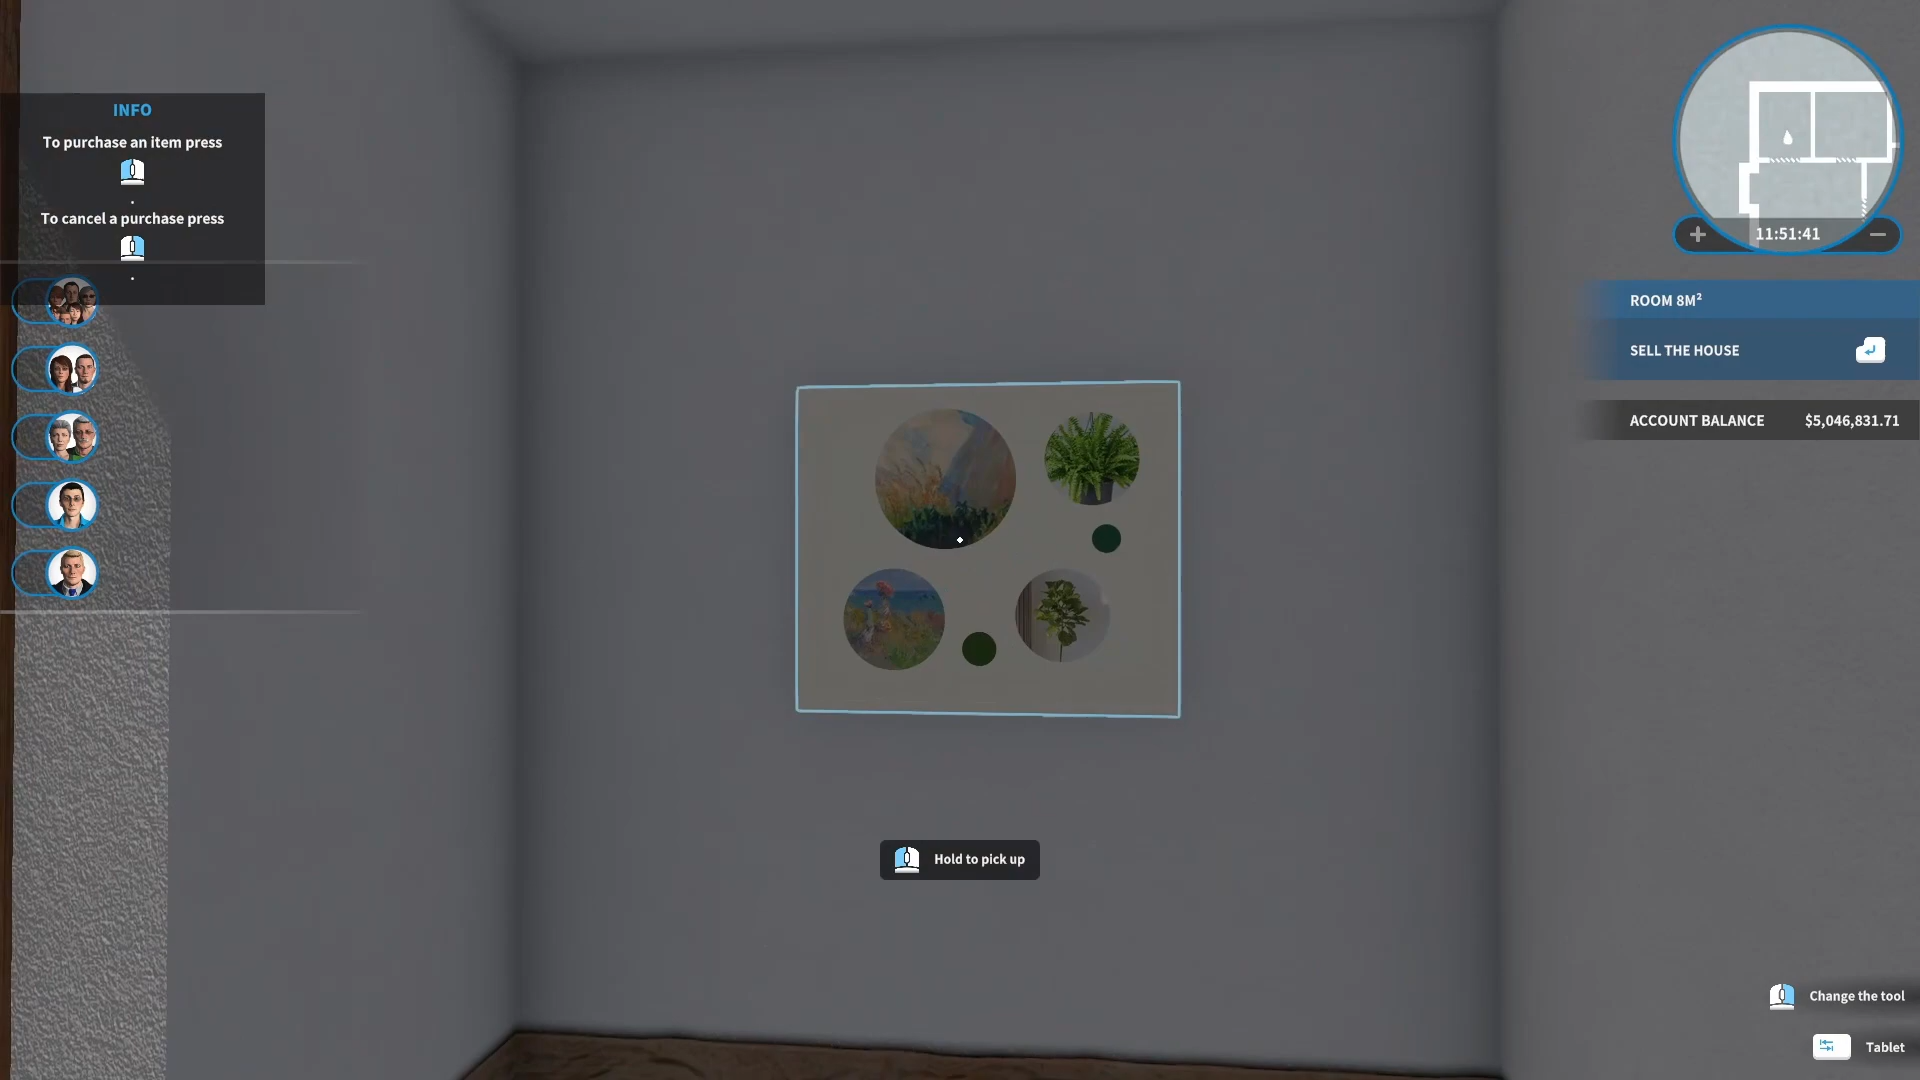 INFO
To purchase an item press
.
To cancel a purchase press
.
11:51:41
ROOM 8M²
SELL THE HOUSE
ACCOUNT BALANCE $5,046,831.71
Hold to pick up
Change the tool
Tablet